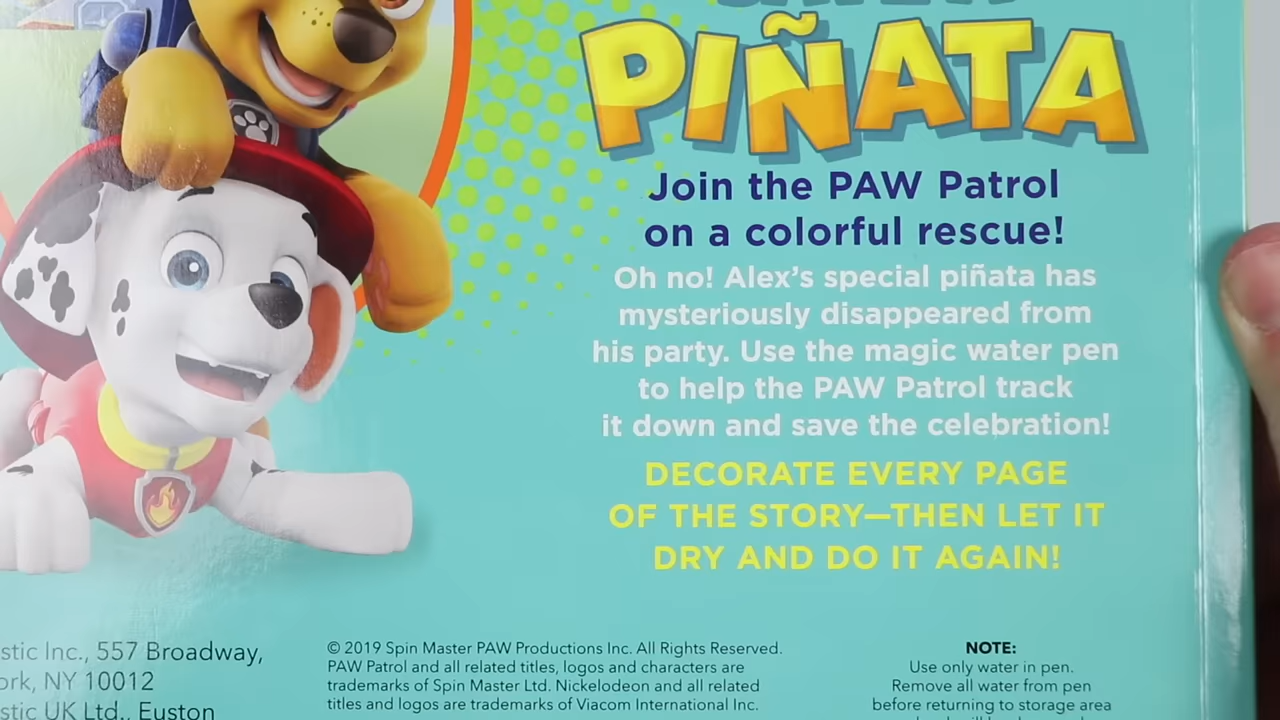 PIÑATA
Join the PAW Patrol
on a colorful rescue!
Oh no! Alex's special piñata has
mysteriously disappeared from
his party. Use the magic water pen
to help the PAW Patrol track
it down and save the celebration!
DECORATE EVERY PAGE
OF THE STORY—THEN LET IT
DRY AND DO IT AGAIN!
stic Inc., 557 Broadway,
ork, NY 10012
stic UK Ltd., Euston
© 2019 Spin Master PAW Productions Inc. All Rights Reserved.
PAW Patrol and all related titles, logos and characters are
trademarks of Spin Master Ltd. Nickelodeon and all related
titles and logos are trademarks of Viacom International Inc.
NOTE:
Use only water in pen.
Remove all water from pen
before returning to storage area